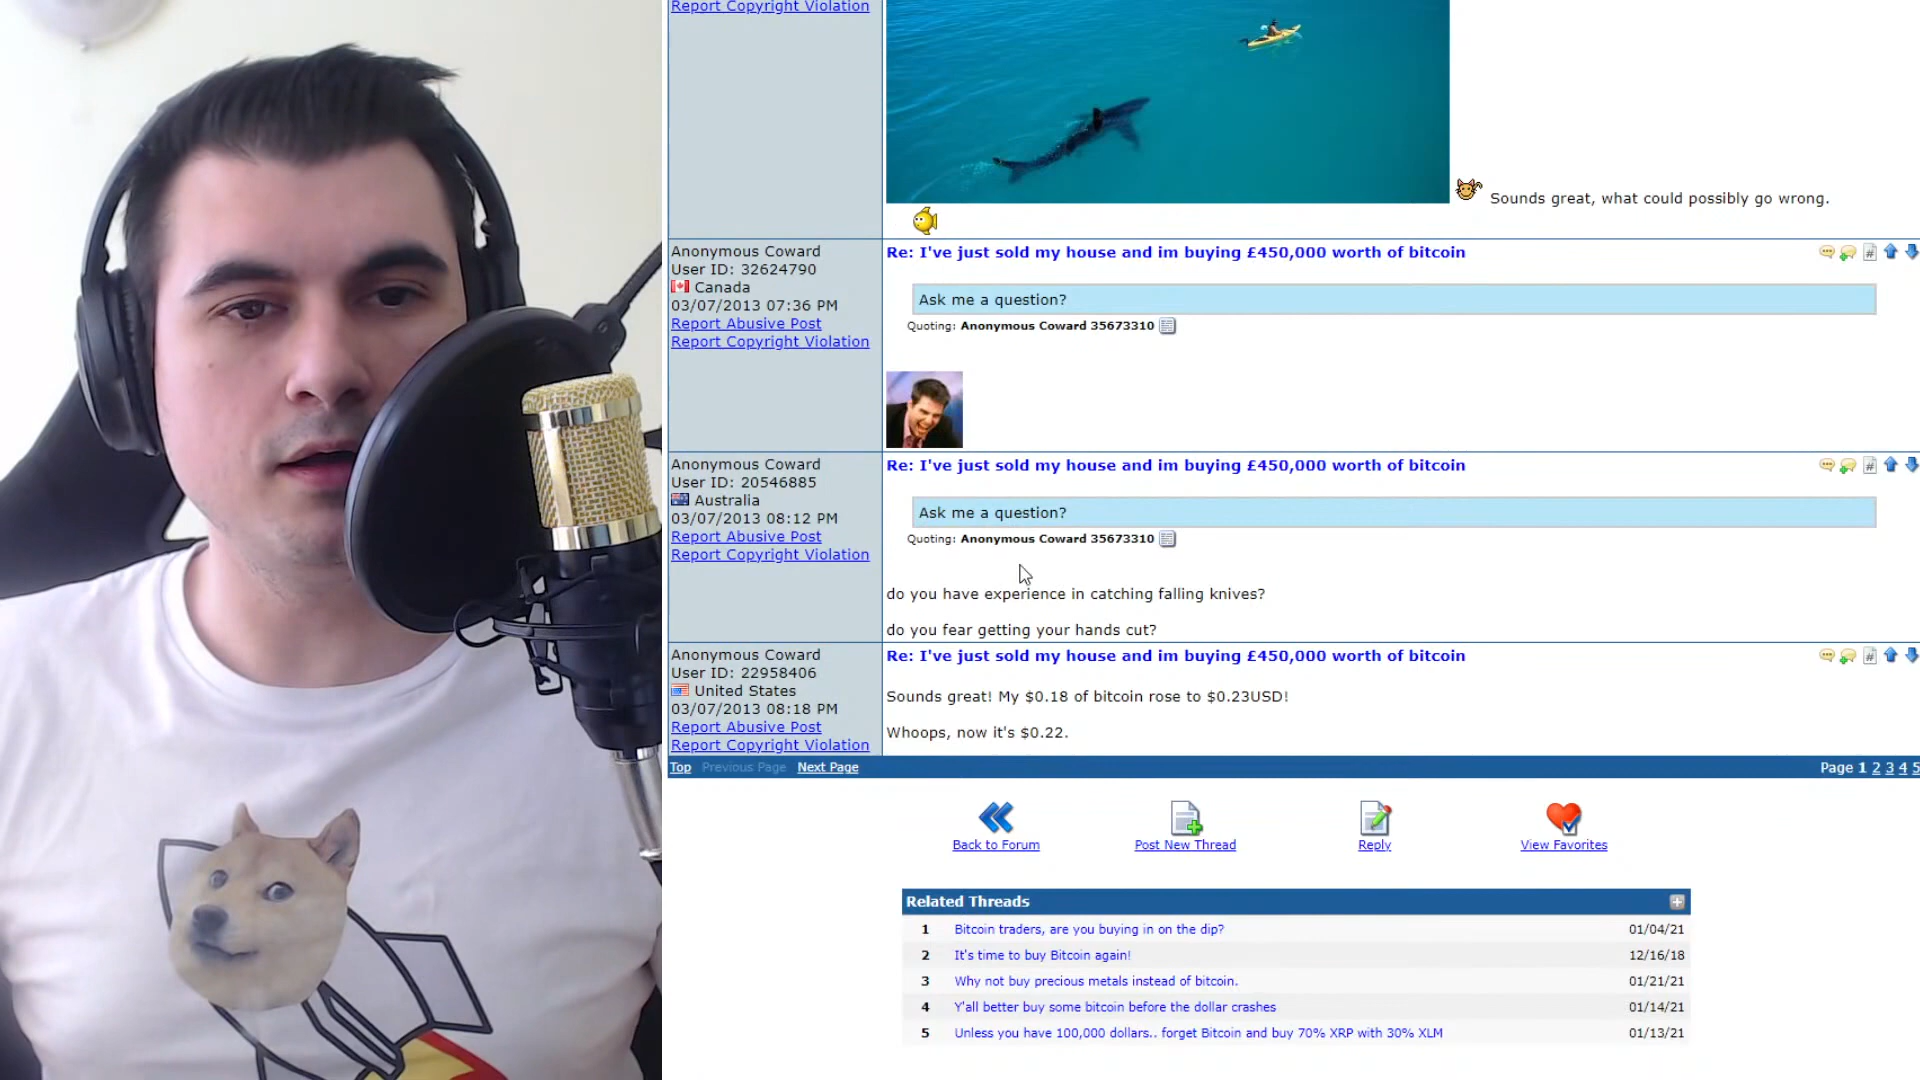 Report Copyright Violation
Sounds great, what could possibly go wrong.
Anonymous Coward
User ID: 32624790
Canada
03/07/2013 07:36 PM
Report Abusive Post
Report Copyright Violation
Re: I've just sold my house and im buying £450,000 worth of bitcoin
#
Ask me a question?
Quoting: Anonymous Coward 35673310
Anonymous Coward
User ID: 20546885
Australia
03/07/2013 08:12 PM
Report Abusive Post
Report Copyright Violation
Re: I've just sold my house and im buying £450,000 worth of bitcoin
#
Ask me a question?
Quoting: Anonymous Coward 35673310
do you have experience in catching falling knives?
do you fear getting your hands cut?
Anonymous Coward
User ID: 22958406
United States
03/07/2013 08:18 PM
Report Abusive Post
Report Copyright Violation
Re: I've just sold my house and im buying £450,000 worth of bitcoin
#
Sounds great! My $0.18 of bitcoin rose to $0.23USD!
Whoops, now it's $0.22.
Top Previous Page Next Page Page 1 2 3 4 5
Back to Forum Post New Thread Reply View Favorites
Related Threads
1 Bitcoin traders, are you buying in on the dip? 01/04/21
2 It's time to buy Bitcoin again! 12/16/18
3 Why not buy precious metals instead of bitcoin. 01/21/21
4 Y'all better buy some bitcoin before the dollar crashes 01/14/21
5 Unless you have 100,000 dollars.. forget Bitcoin and buy 70% XRP with 30% XLM 01/13/21